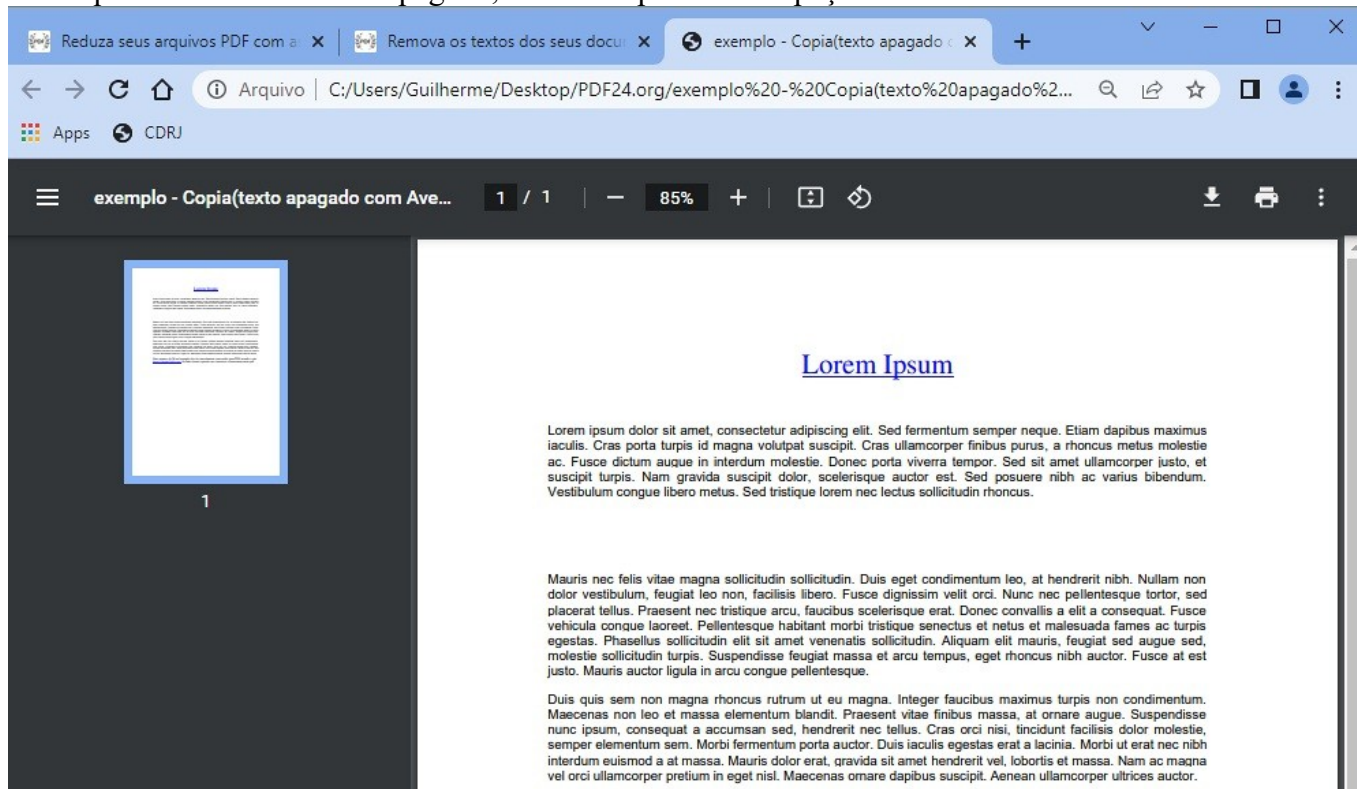 Reduza seus arquivos PDF com a
Remova os textos dos seus docu
exemplo - Copia(texto apagado c
Arquivo | C:/Users/Guilherme/Desktop/PDF24.org/exemplo%20-%20Copia(texto%20apagado%2...
Apps CDRJ
exemplo - Copia(texto apagado com Ave... 1 / 1 | — 85% + |
1
Lorem Ipsum
Lorem ipsum dolor sit amet, consectetur adipiscing elit. Sed fermentum semper neque. Etiam dapibus maximus
iaculis. Cras porta turpis id magna volutpat suscipit. Cras ullamcorper finibus purus, a rhoncus metus molestie
ac. Fusce dictum augue in interdum molestie. Donec porta viverra tempor. Sed sit amet ullamcorper justo, et
suscipit turpis. Nam gravida suscipit dolor, scelerisque auctor est. Sed posuere nibh ac varius bibendum.
Vestibulum congue libero metus. Sed tristique lorem nec lectus sollicitudin rhoncus.
Mauris nec felis vitae magna sollicitudin sollicitudin. Duis eget condimentum leo, at hendrerit nibh. Nullam non
dolor vestibulum, feugiat leo non, facilisis libero. Fusce dignissim velit orci. Nunc nec pellentesque tortor, sed
placerat tellus. Praesent nec tristique arcu, faucibus scelerisque erat. Donec convallis a elit a consequat. Fusce
vehicula congue laoreet. Pellentesque habitant morbi tristique senectus et netus et malesuada fames ac turpis
egestas. Phasellus sollicitudin elit sit amet venenatis sollicitudin. Aliquam elit mauris, feugiat sed augue sed,
molestie sollicitudin turpis. Suspendisse feugiat massa et arcu tempus, eget rhoncus nibh auctor. Fusce at est
justo. Mauris auctor ligula in arcu congue pellentesque.
Duis quis sem non magna rhoncus rutrum ut eu magna. Integer faucibus maximus turpis non condimentum.
Maecenas non leo et massa elementum blandit. Praesent vitae finibus massa, at ornare augue. Suspendisse
nunc ipsum, consequat a accumsan sed, hendrerit nec tellus. Cras orci nisi, tincidunt facilisis dolor molestie,
semper elementum sem. Morbi fermentum porta auctor. Duis iaculis egestas erat a lacinia. Morbi ut erat nec nibh
interdum euismod a at massa. Mauris dolor erat, gravida sit amet hendrerit vel, lobortis et massa. Nam ac magna
vel orci ullamcorper pretium in eget nisl. Maecenas ornare dapibus suscipit. Aenean ullamcorper ultrices auctor.